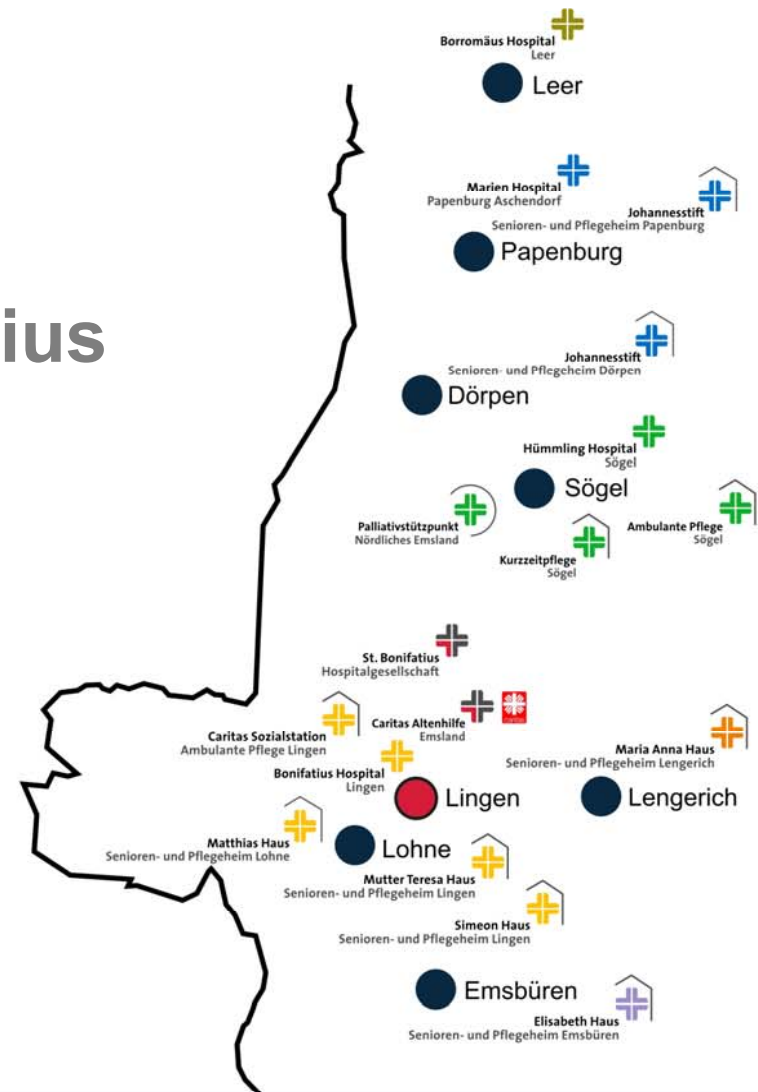 Borromäus Hospital
Leer
Leer
Marien Hospital
Papenburg Aschendorf
Johannesstift
Senioren- und Pflegeheim Papenburg
Papenburg
ius
Johannesstift
Senioren- und Pflegeheim Dörpen
Dörpen
Hümmling Hospital
Sögel
Sögel
Palliativstützpunkt
Nördliches Emsland
Ambulante Pflege
Sögel
Kurzzeitpflege
Sögel
St. Bonifatius
Hospitalgesellschaft
Caritas Altenhilfe
Emsland
Caritas Sozialstation
Ambulante Pflege Lingen
Maria Anna Haus
Senioren- und Pflegeheim Lengerich
Bonifatius Hospital
Lingen
Lingen
Lengerich
Matthias Haus
Senioren- und Pflegeheim Lohne
Lohne
Mutter Teresa Haus
Senioren- und Pflegeheim Lingen
Simeon Haus
Senioren- und Pflegeheim Lingen
Emsbüren
Elisabeth Haus
Senioren- und Pflegeheim Emsbüren